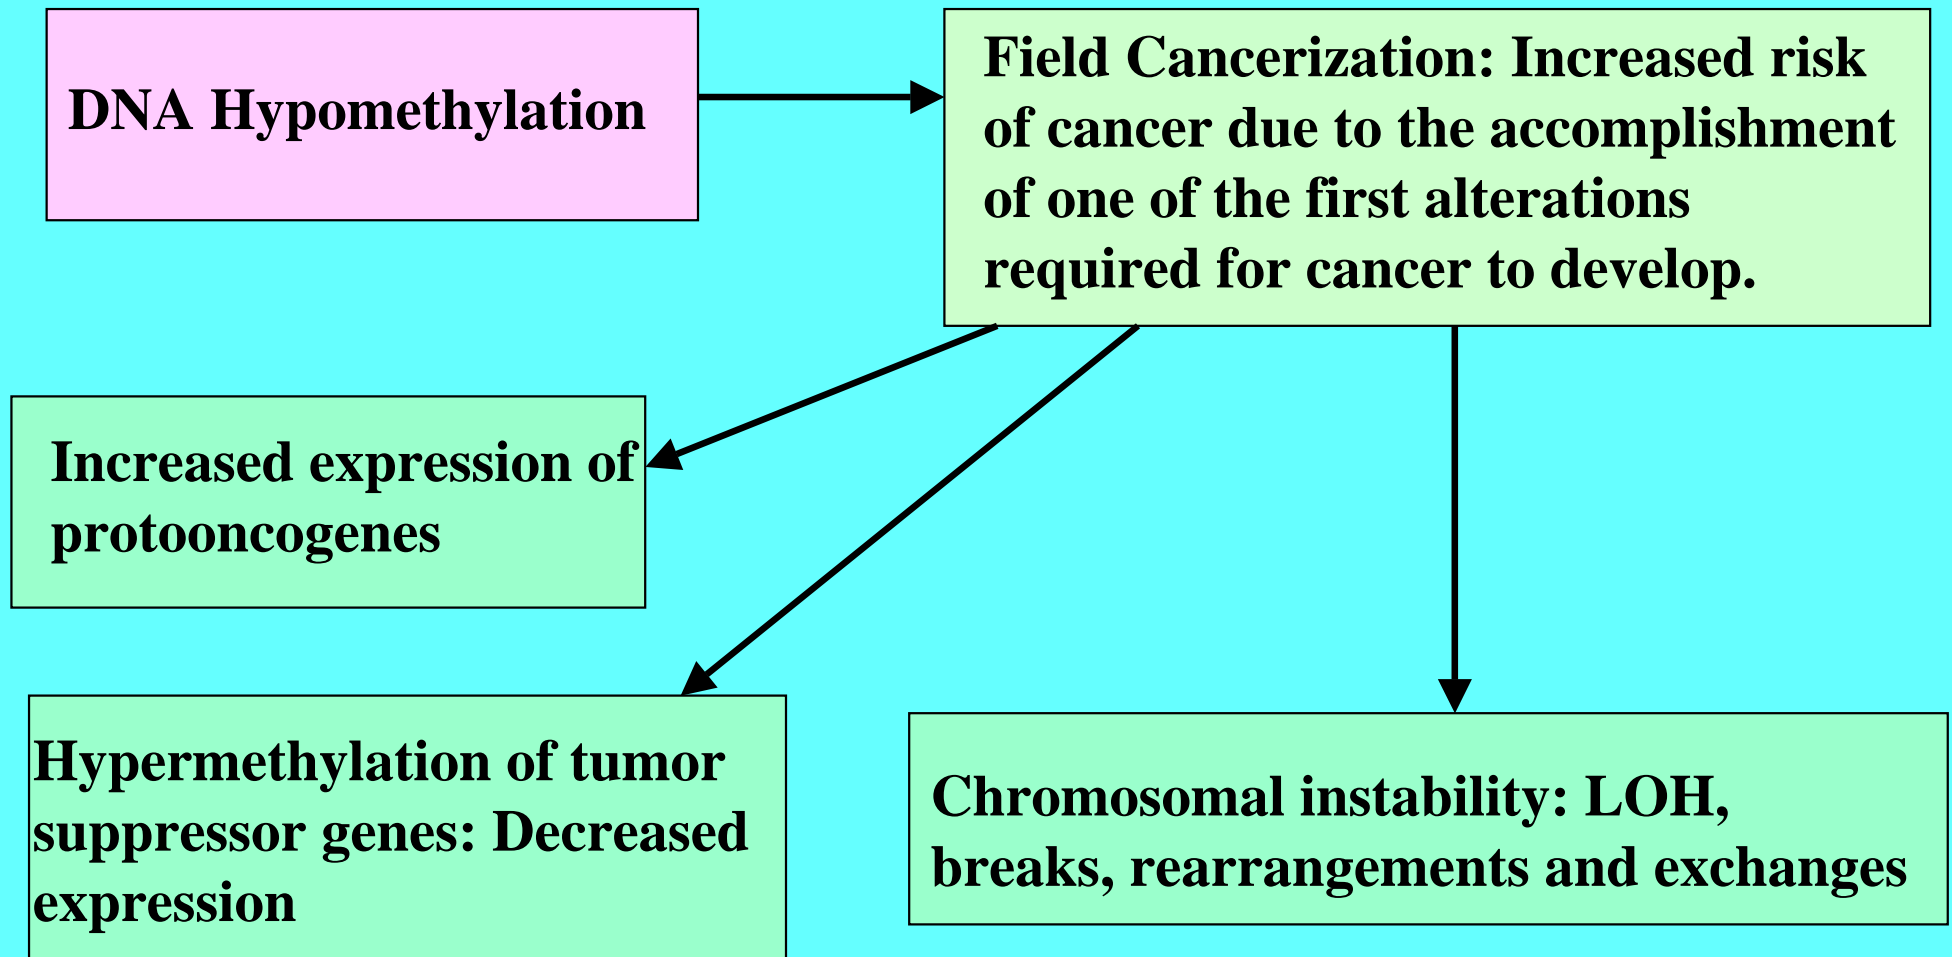 DNA Hypomethylation
Field Cancerization: Increased risk
of cancer due to the accomplishment
of one of the first alterations
required for cancer to develop.
Increased expression of
protooncogenes
Hypermethylation of tumor
suppressor genes: Decreased
expression
Chromosomal instability: LOH,
breaks, rearrangements and exchanges